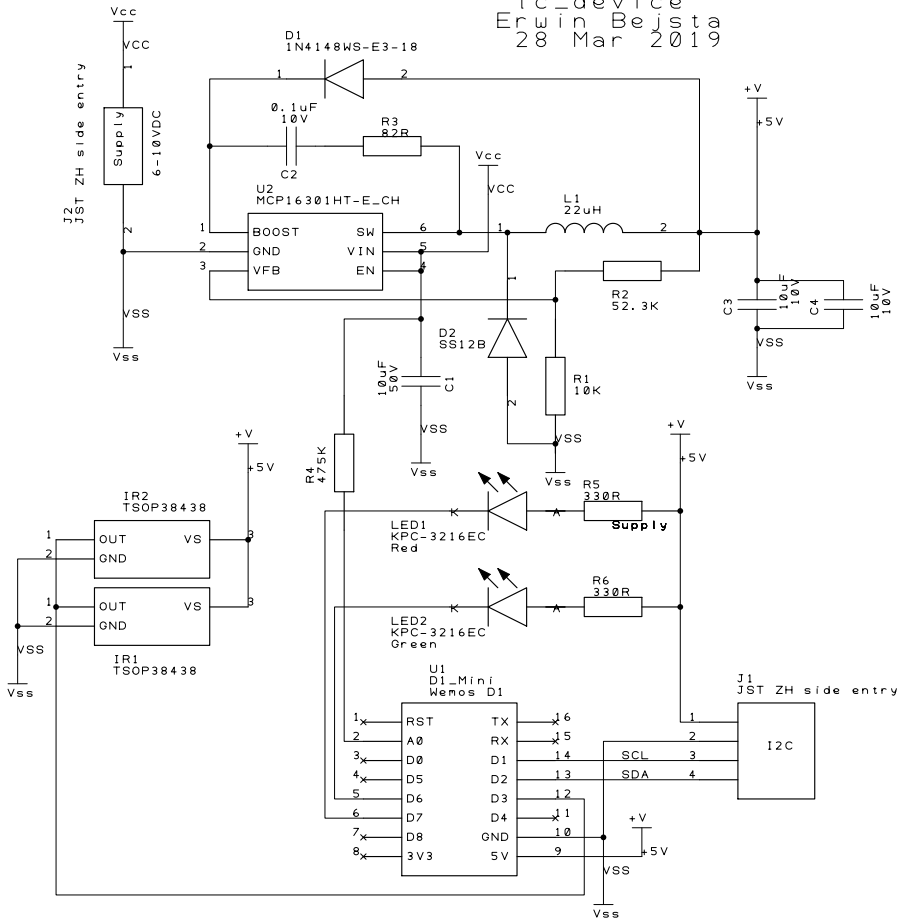 ic_device
Erwin Bejsta
28 Mar 2019
Vcc
VCC
1
Supply
6-10VDC
J2
JST ZH side entry
2
VSS
Vss
D1
1N4148WS-E3-18
1
2
0.1uF
10V
C2
R3
82R
U2
MCP16301HT-E_CH
1
BOOST
SW
6
2
GND
VIN
5
3
VFB
EN
4
Vcc
VCC
L1
22uH
1
2
+V
+5V
R2
52.3K
1
D2
SS12B
2
R1
10K
VSS
Vss
C3
10uF
10V
C4
10uF
10V
VSS
Vss
10uF
50V
C1
VSS
Vss
R4
475K
+V
+5V
IR2
TSOP38438
1
OUT
VS
3
2
GND
1
OUT
VS
3
2
GND
IR1
TSOP38438
VSS
Vss
+V
+5V
K
A
LED1
KPC-3216EC
Red
R5
330R
Supply
K
A
LED2
KPC-3216EC
Green
R6
330R
U1
D1_Mini
Wemos D1
1
RST
TX
16
2
A0
RX
15
3
D0
D1
14
SCL
4
D5
D2
13
SDA
5
D6
D3
12
6
D7
D4
11
7
D8
GND
10
8
3V3
5V
9
+V
+5V
VSS
Vss
J1
JST ZH side entry
1
2
3
4
I2C